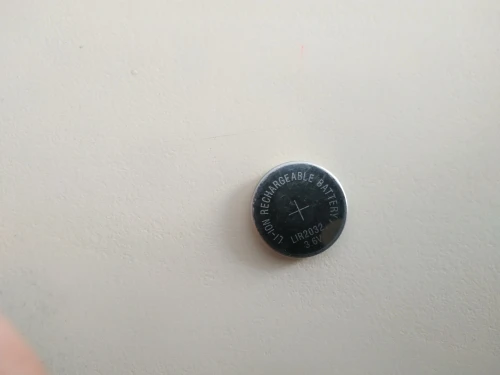 LI-ION RECHARGEABLE BATTERY
+
LIR2032
3.6V